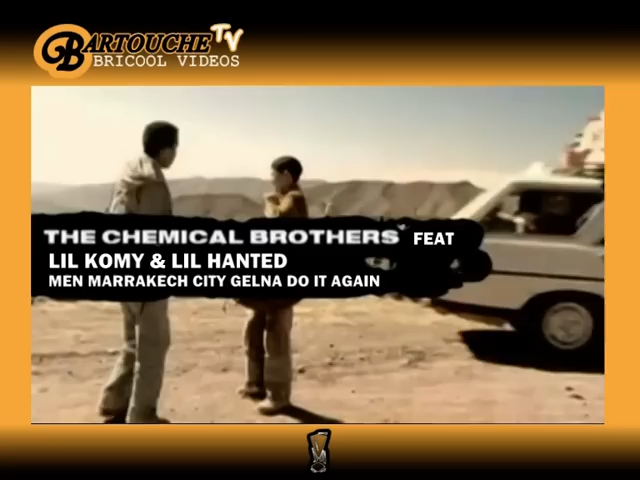 BARTOUCHE TV
BRICOOL VIDEOS
THE CHEMICAL BROTHERS FEAT
LIL KOMY & LIL HANTED
MEN MARRAKECH CITY GELNA DO IT AGAIN